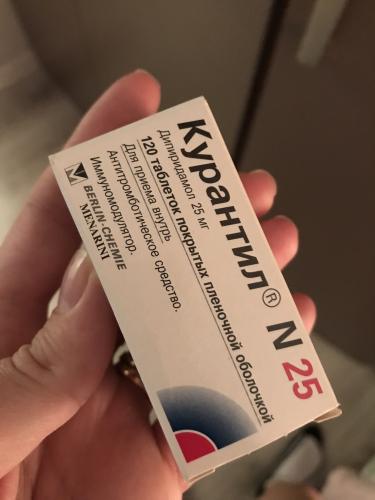 Курантил® N 25
Дипиридамол 25 мг
120 таблеток покрытых пленочной оболочкой
Для приема внутрь
Антитромботическое средство.
Иммуномодулятор.
BERLIN-CHEMIE
MENARINI